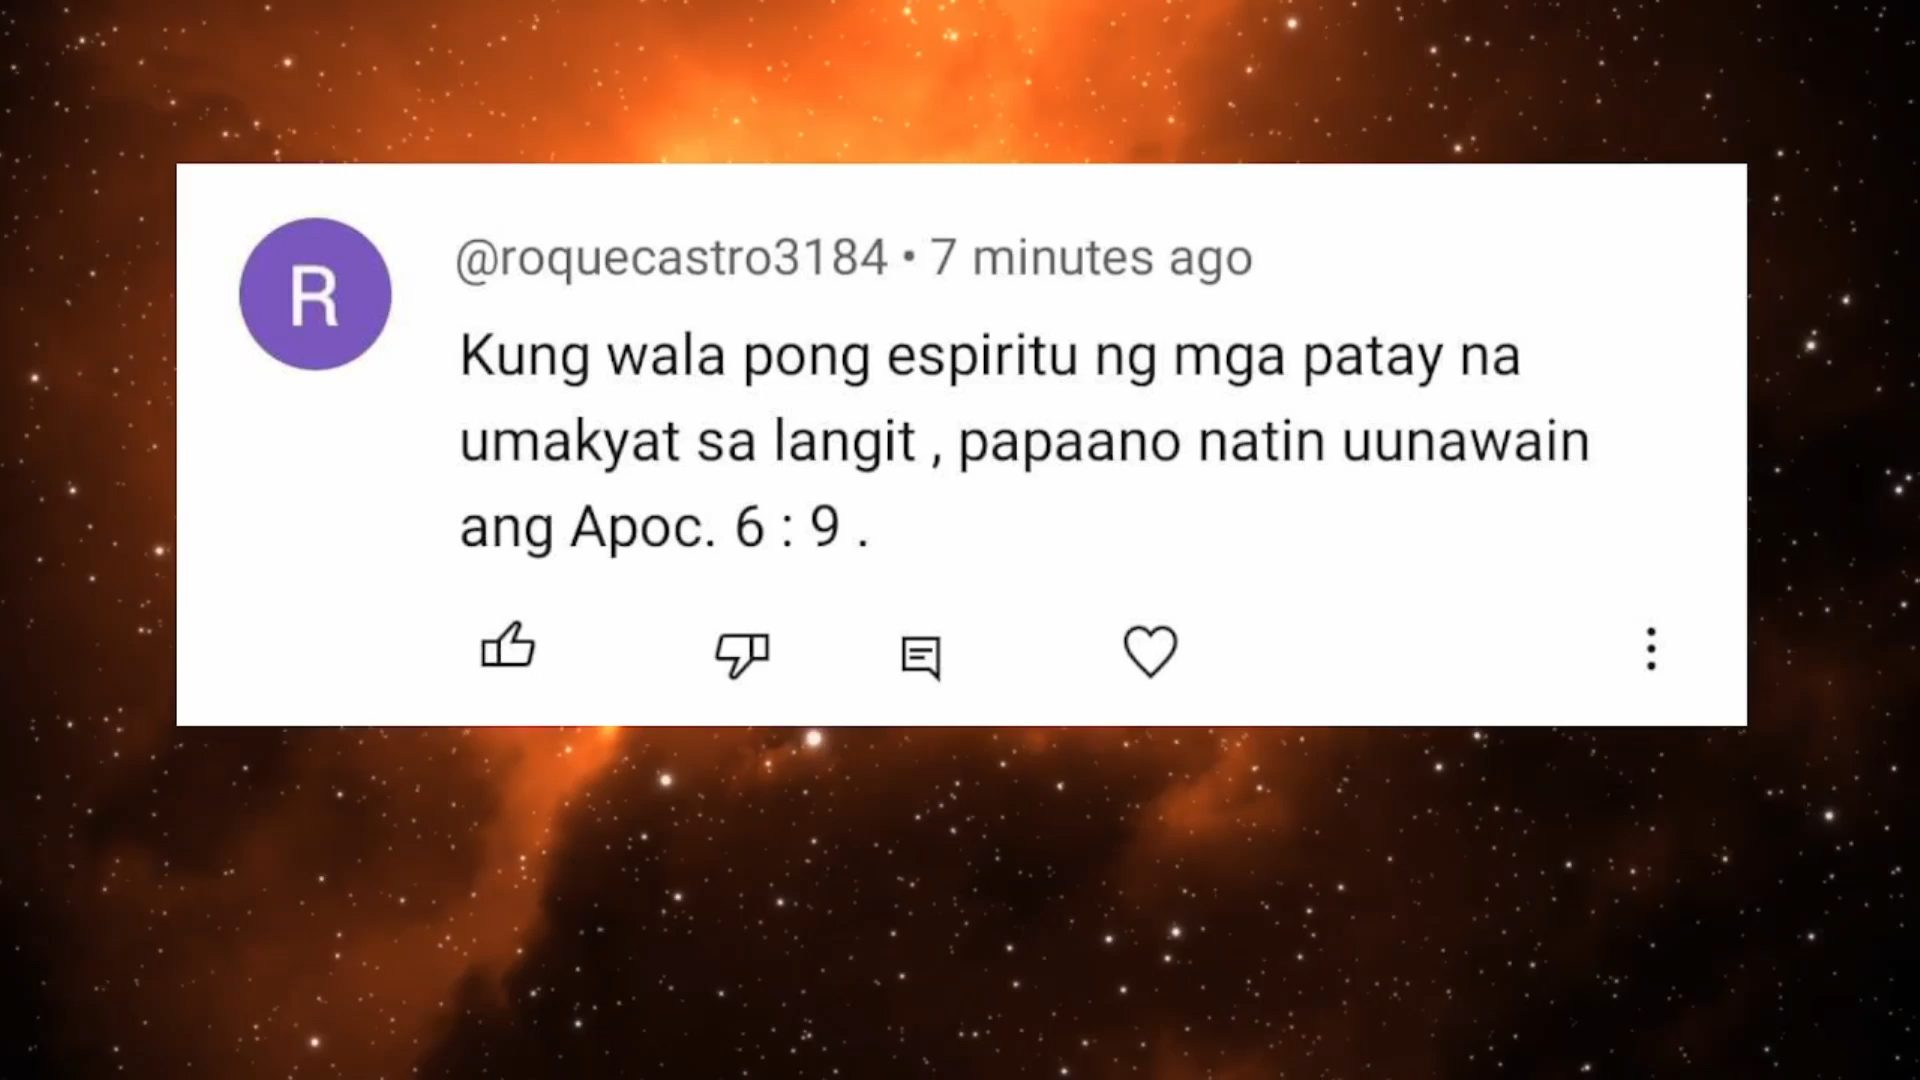 R
@roquecastro3184 • 7 minutes ago
Kung wala pong espiritu ng mga patay na
umakyat sa langit , papaano natin uunawain
ang Apoc. 6 : 9 .